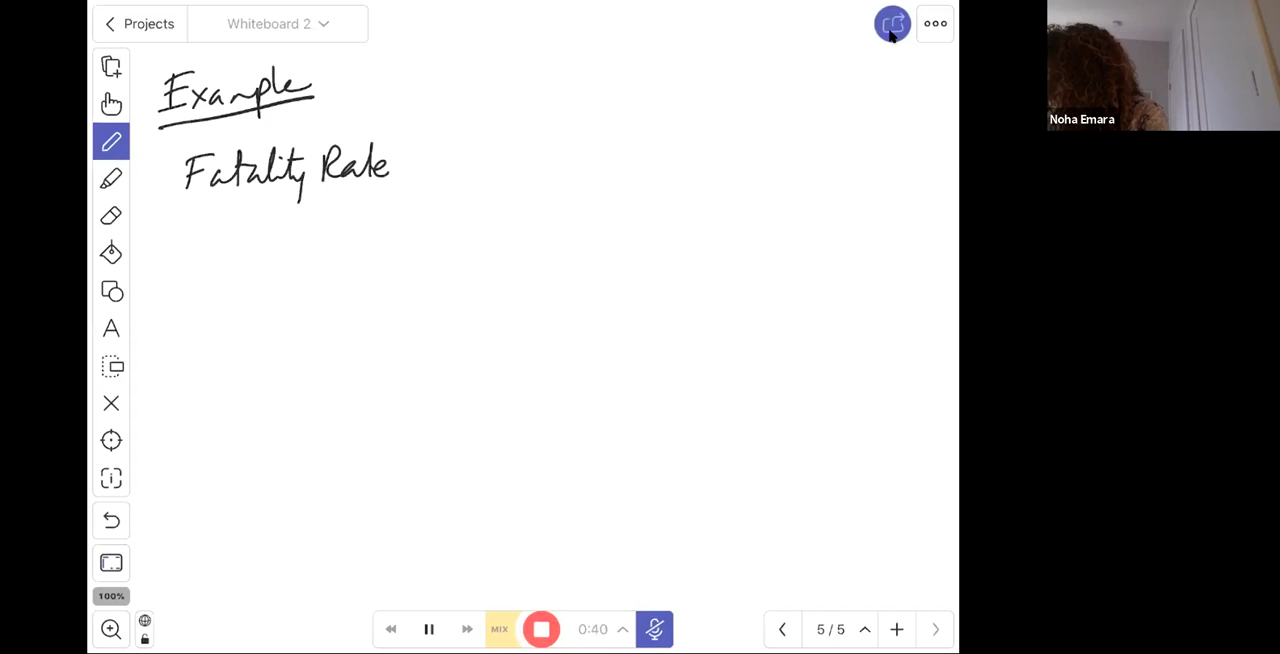 Projects
Whiteboard 2
Example
Fatality Rate
Noha Emara
A
100%
MIX
0:40
5 / 5